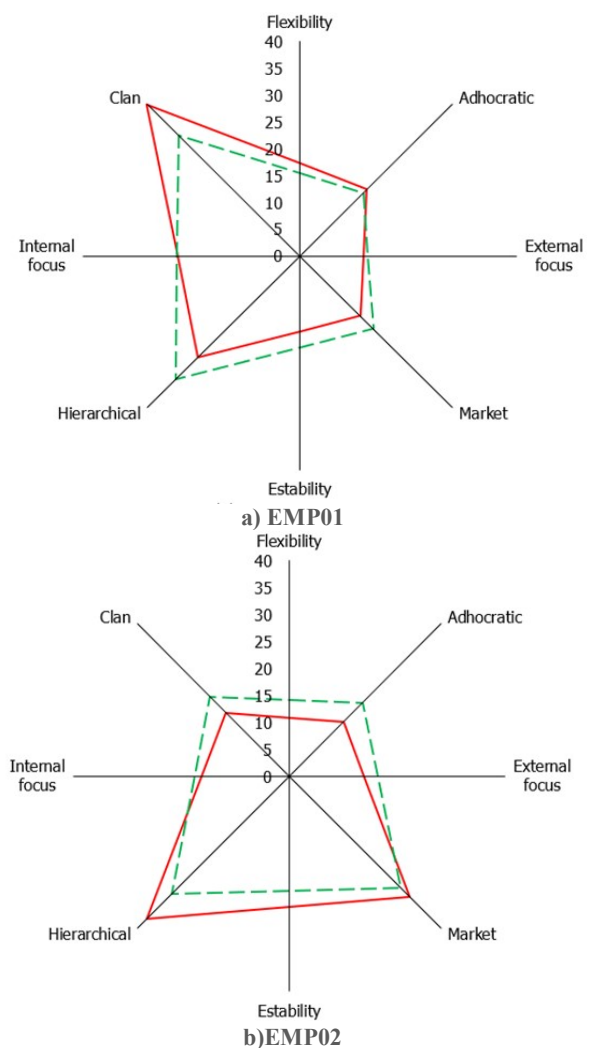 Flexibility
40
35
Clan
30
Adhocratic
25
20
15
10
5
Internal
focus
0
External
focus
Hierarchical
Market
Estability
a) EMP01
Flexibility
40
35
Clan
30
Adhocratic
25
20
15
10
5
Internal
focus
0
External
focus
Hierarchical
Market
Estability
b)EMP02